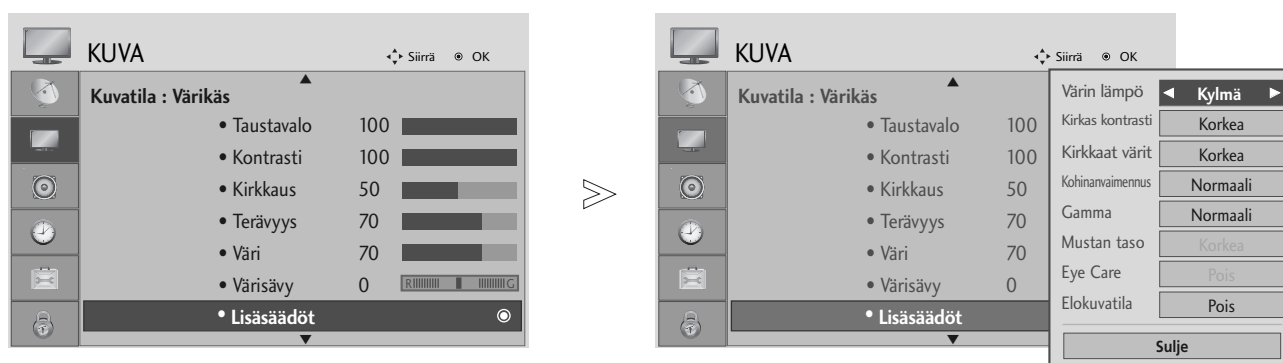 KUVA
Siirrä OK
Kuvatila : Värikäs
• Taustavalo 100
• Kontrasti 100
• Kirkkaus 50
• Terävyys 70
• Väri 70
• Värisävy 0 R G
• Lisäsäädöt
KUVA
Siirrä OK
Kuvatila : Värikäs
• Taustavalo 100
• Kontrasti 100
• Kirkkaus 50
• Terävyys 70
• Väri 70
• Värisävy 0
• Lisäsäädöt
Värin lämpö Kylmä
Kirkas kontrasti Korkea
Kirkkaat värit Korkea
Kohinanvaimennus Normaali
Gamma Normaali
Mustan taso Korkea
Eye Care Pois
Elokuvatila Pois
Sulje